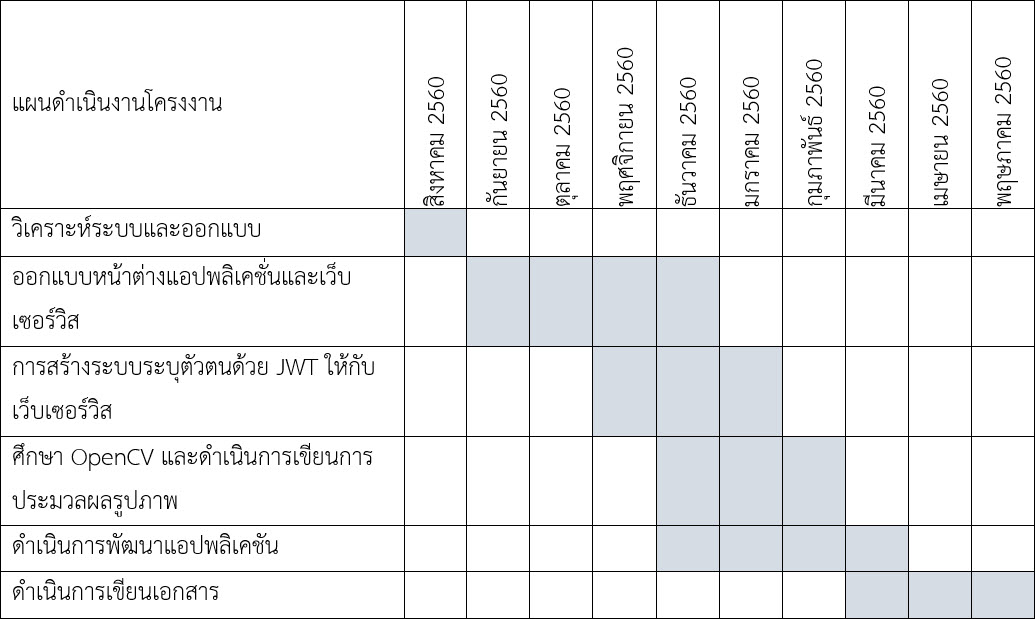 แผนดำเนินงานโครงงาน
สิงหาคม 2560
กันยายน 2560
ตุลาคม 2560
พฤศจิกายน 2560
ธันวาคม 2560
มกราคม 2560
กุมภาพันธ์ 2560
มีนาคม 2560
เมษายน 2560
พฤษภาคม 2560
วิเคราะห์ระบบและออกแบบ
ออกแบบหน้าต่างแอปพลิเคชั่นและเว็บ
เซอร์วิส
การสร้างระบบระบุตัวตนด้วย JWT ให้กับ
เว็บเซอร์วิส
ศึกษา OpenCV และดำเนินการเขียนการ
ประมวลผลรูปภาพ
ดำเนินการพัฒนาแอปพลิเคชัน
ดำเนินการเขียนเอกสาร